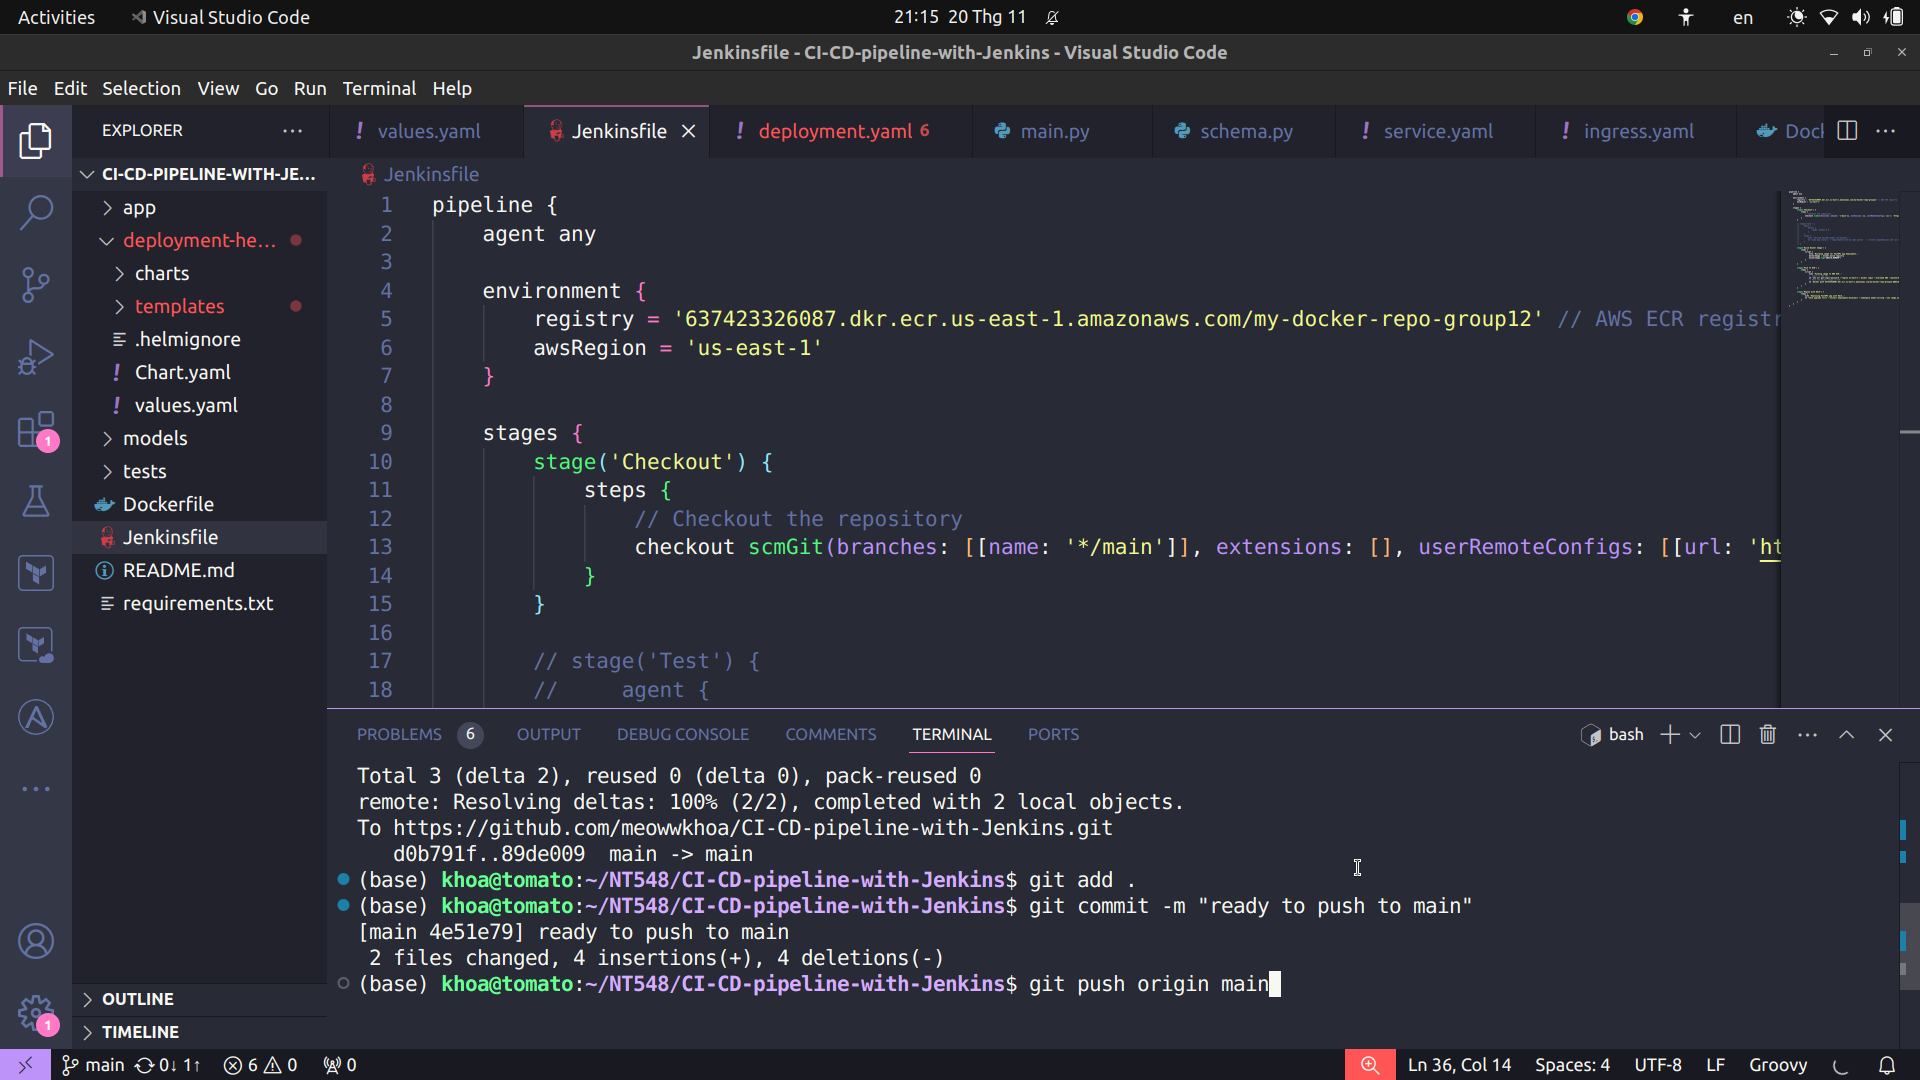 Activities
Visual Studio Code
21:15 20 Thg 11
en
Jenkinsfile - CI-CD-pipeline-with-Jenkins - Visual Studio Code
File Edit Selection View Go Run Terminal Help
EXPLORER
values.yaml
Jenkinsfile
deployment.yaml 6
main.py
schema.py
service.yaml
ingress.yaml
Dock
CI-CD-PIPELINE-WITH-JE...
app
deployment-he...
charts
templates
.helmignore
Chart.yaml
values.yaml
models
tests
Dockerfile
Jenkinsfile
README.md
requirements.txt
OUTLINE
TIMELINE
1
1
Jenkinsfile
1 pipeline {
2 agent any
3
4 environment {
5 registry = '637423326087.dkr.ecr.us-east-1.amazonaws.com/my-docker-repo-group12' // AWS ECR registr
6 awsRegion = 'us-east-1'
7 }
8
9 stages {
10 stage('Checkout') {
11 steps {
12 // Checkout the repository
13 checkout scmGit(branches: [[name: '*/main']], extensions: [], userRemoteConfigs: [[url: 'ht
14 }
15 }
16
17 // stage('Test') {
18 // agent {
PROBLEMS 6 OUTPUT DEBUG CONSOLE COMMENTS TERMINAL PORTS
bash
Total 3 (delta 2), reused 0 (delta 0), pack-reused 0
remote: Resolving deltas: 100% (2/2), completed with 2 local objects.
To https://github.com/meowwkhoa/CI-CD-pipeline-with-Jenkins.git
d0b791f..89de009 main -> main
(base) khoa@tomato:~/NT548/CI-CD-pipeline-with-Jenkins$ git add .
(base) khoa@tomato:~/NT548/CI-CD-pipeline-with-Jenkins$ git commit -m "ready to push to main"
[main 4e51e79] ready to push to main
2 files changed, 4 insertions(+), 4 deletions(-)
(base) khoa@tomato:~/NT548/CI-CD-pipeline-with-Jenkins$ git push origin main
main 0↓ 1↑ 6 0 0
Ln 36, Col 14 Spaces: 4 UTF-8 LF Groovy